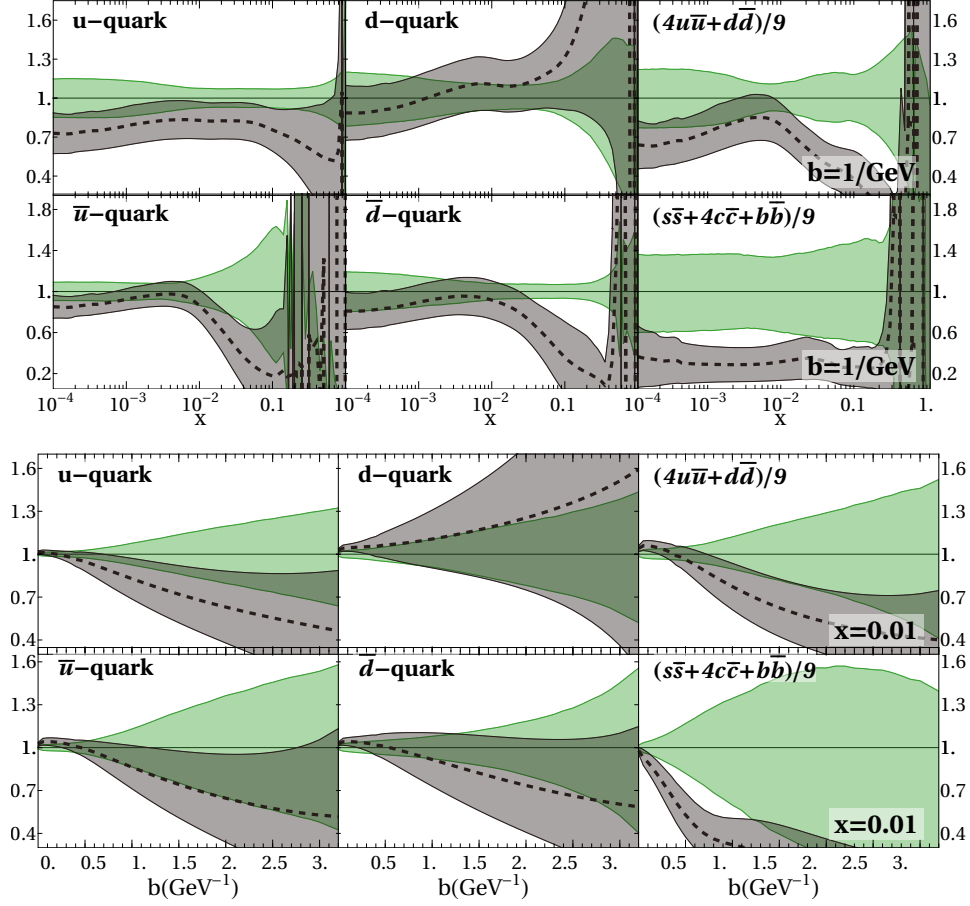 u-quark d-quark (4uū+dd̄)/9
1.6 1.3 1. 0.7 0.4
1.6 1.3 1. 0.7 0.4
b=1/GeV
ū-quark d̄-quark (ss̄+4cc̄+bb̄)/9
1.8 1.4 1. 0.6 0.2
1.8 1.4 1. 0.6 0.2
b=1/GeV
10⁻⁴ 10⁻³ 10⁻² 0.1 10⁻⁴ 10⁻³ 10⁻² 0.1 10⁻⁴ 10⁻³ 10⁻² 0.1 1.
x x x
u-quark d-quark (4uū+dd̄)/9
1.6 1.3 1. 0.7 0.4
1.6 1.3 1. 0.7 0.4
x=0.01
ū-quark d̄-quark (ss̄+4cc̄+bb̄)/9
1.6 1.3 1. 0.7 0.4
1.6 1.3 1. 0.7 0.4
x=0.01
0. 0.5 1. 1.5 2. 2.5 3. 0. 0.5 1. 1.5 2. 2.5 3. 0.5 1. 1.5 2. 2.5 3.
b(GeV⁻¹) b(GeV⁻¹) b(GeV⁻¹)